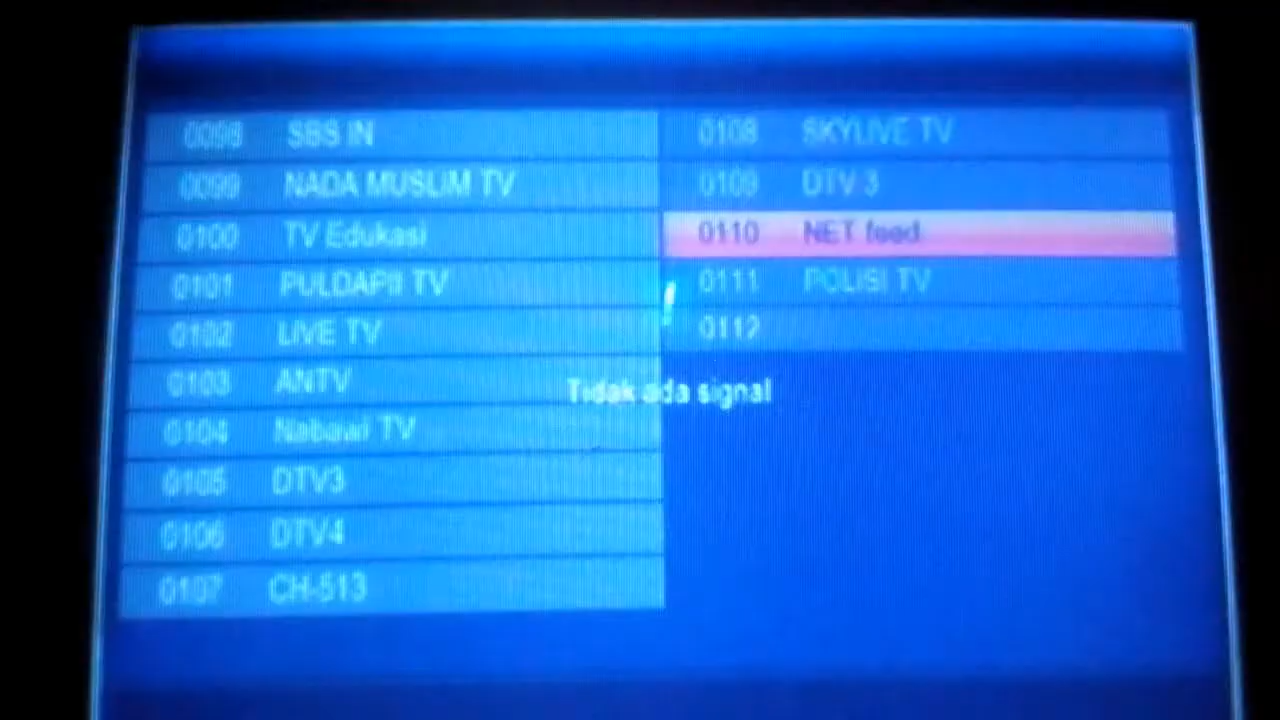 0098 SBS IN
0099 NADA MUSLIM TV
0100 TV Edukasi
0101 PULDAPII TV
0102 LIVE TV
0103 ANTV
0104 Nabawi TV
0105 DTV3
0106 DTV4
0107 CH-513
0108 SKYLIVE TV
0109 DTV 3
0110 NET feed
0111 POLISI TV
0112
!
Tidak ada signal